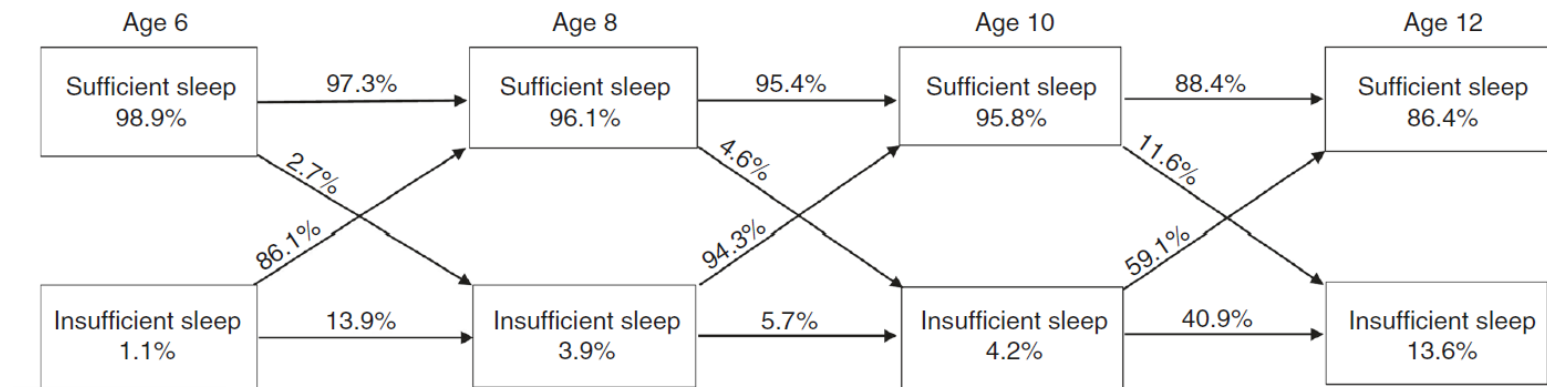 Age 6
Age 8
Age 10
Age 12
Sufficient sleep
98.9%
97.3%
Sufficient sleep
96.1%
95.4%
Sufficient sleep
95.8%
88.4%
Sufficient sleep
86.4%
2.7%
86.1%
4.6%
94.3%
11.6%
59.1%
Insufficient sleep
1.1%
13.9%
Insufficient sleep
3.9%
5.7%
Insufficient sleep
4.2%
40.9%
Insufficient sleep
13.6%